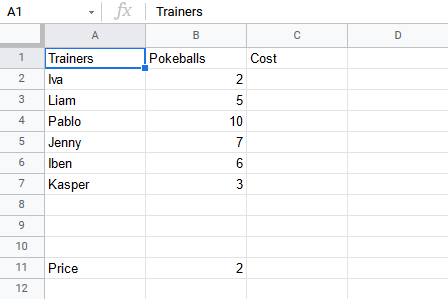 A1 fx Trainers
A B C D
1 Trainers Pokeballs Cost
2 Iva 2
3 Liam 5
4 Pablo 10
5 Jenny 7
6 Iben 6
7 Kasper 3
8
9
10
11 Price 2
12